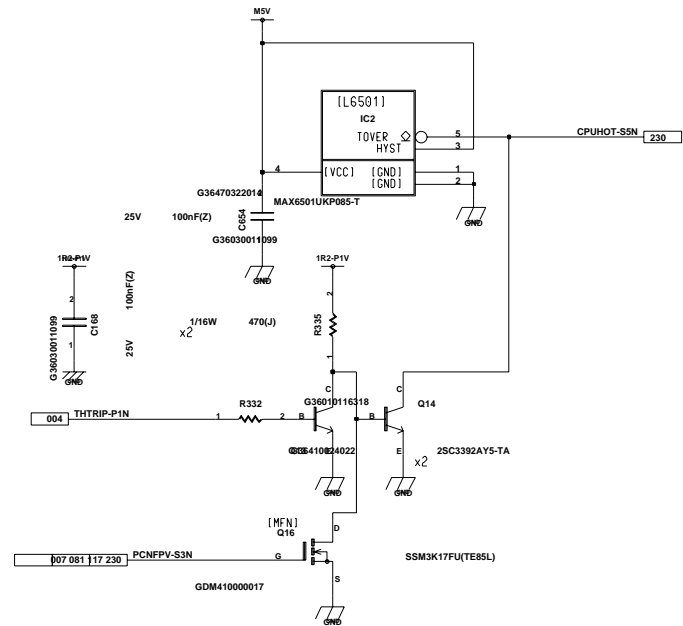 M5V
[L6501]
IC2
TOVER
HYST
5
3
CPUHOT-S5N
230
4
[VCC]
[GND]
[GND]
1
2
MAX6501UKP085-T
25V
100nF(Z)
C654
G36030011099
GND
GND
1R2-P1V
1R2-P1V
2
1
100nF(Z)
C168
G36030011099
25V
GND
1/16W
470(J)
x2
2
R335
1
G36010116318
004
THTRIP-P1N
1
R332
2
B
C
E
GND
B
C
Q14
E
x2
2SC3392AY5-TA
GND
[MFN]
Q16
D
007 081 117 230
PCNFPV-S3N
G
S
SSM3K17FU(TE85L)
GDM410000017
GND